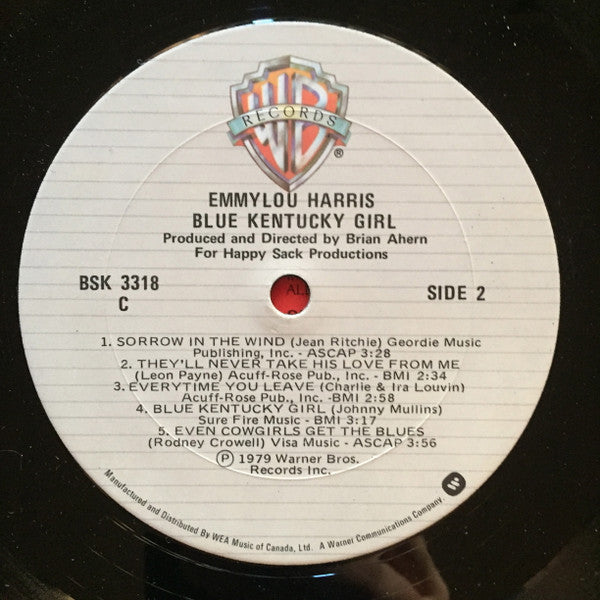 WB
RECORDS
®
EMMYLOU HARRIS
BLUE KENTUCKY GIRL
Produced and Directed by Brian Ahern
For Happy Sack Productions
BSK 3318
C
SIDE 2
AL
1. SORROW IN THE WIND (Jean Ritchie) Geordie Music
Publishing, Inc. - ASCAP 3:28
2. THEY'LL NEVER TAKE HIS LOVE FROM ME
(Leon Payne) Acuff-Rose Pub., Inc. - BMI 2:34
3. EVERYTIME YOU LEAVE (Charlie & Ira Louvin)
Acuff-Rose Pub., Inc. -BMI 2:58
4. BLUE KENTUCKY GIRL (Johnny Mullins)
Sure Fire Music - BMI 3:17
5. EVEN COWGIRLS GET THE BLUES
(Rodney Crowell) Visa Music - ASCAP 3:56
Ⓟ 1979 Warner Bros.
Records Inc.
Manufactured and Distributed By WEA Music of Canada, Ltd. A Warner Communications Company.